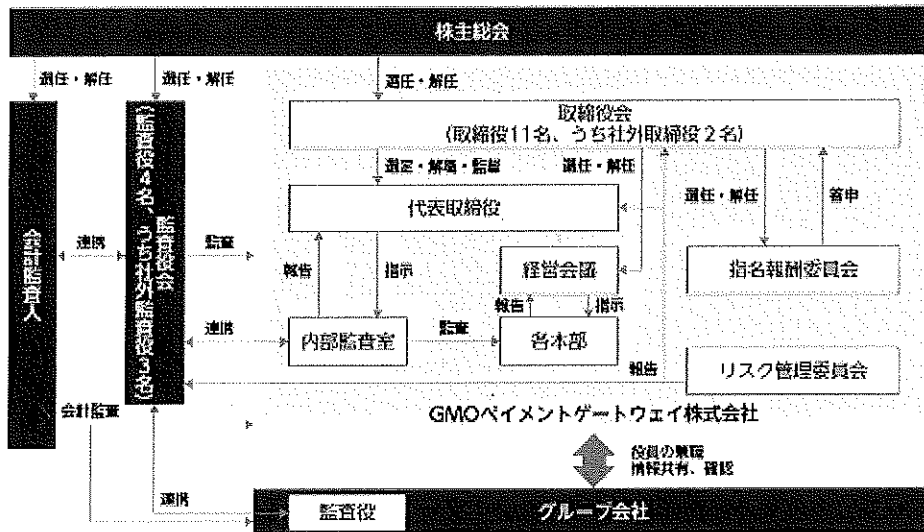 株主総会
選任・解任
選任・解任
選任・解任
取締役会
(取締役11名、うち社外取締役2名)
選定・解職・監督
選任・解任
代表取締役
選任・解任
答申
会計監査人
連携
監査役会
(監査役4名、うち社外監査役3名)
監査
報告
指示
経営会議
指名報酬委員会
報告
指示
連携
内部監査室
監査
各本部
報告
リスク管理委員会
会計監査
GMOペイメントゲートウェイ株式会社
役員の兼職
情報共有、確認
連携
監査役
グループ会社